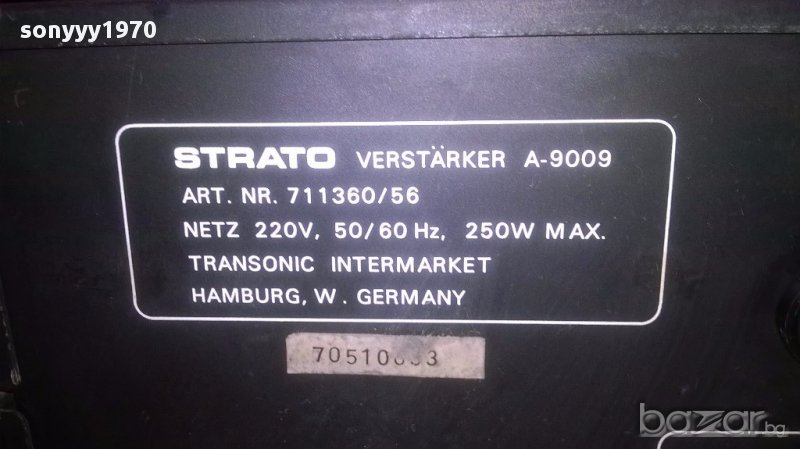 sonyyy1970
STRATO VERSTÄRKER A-9009
ART. NR. 711360/56
NETZ 220V, 50/60 Hz, 250W MAX.
TRANSONIC INTERMARKET
HAMBURG, W. GERMANY
bazar.bg